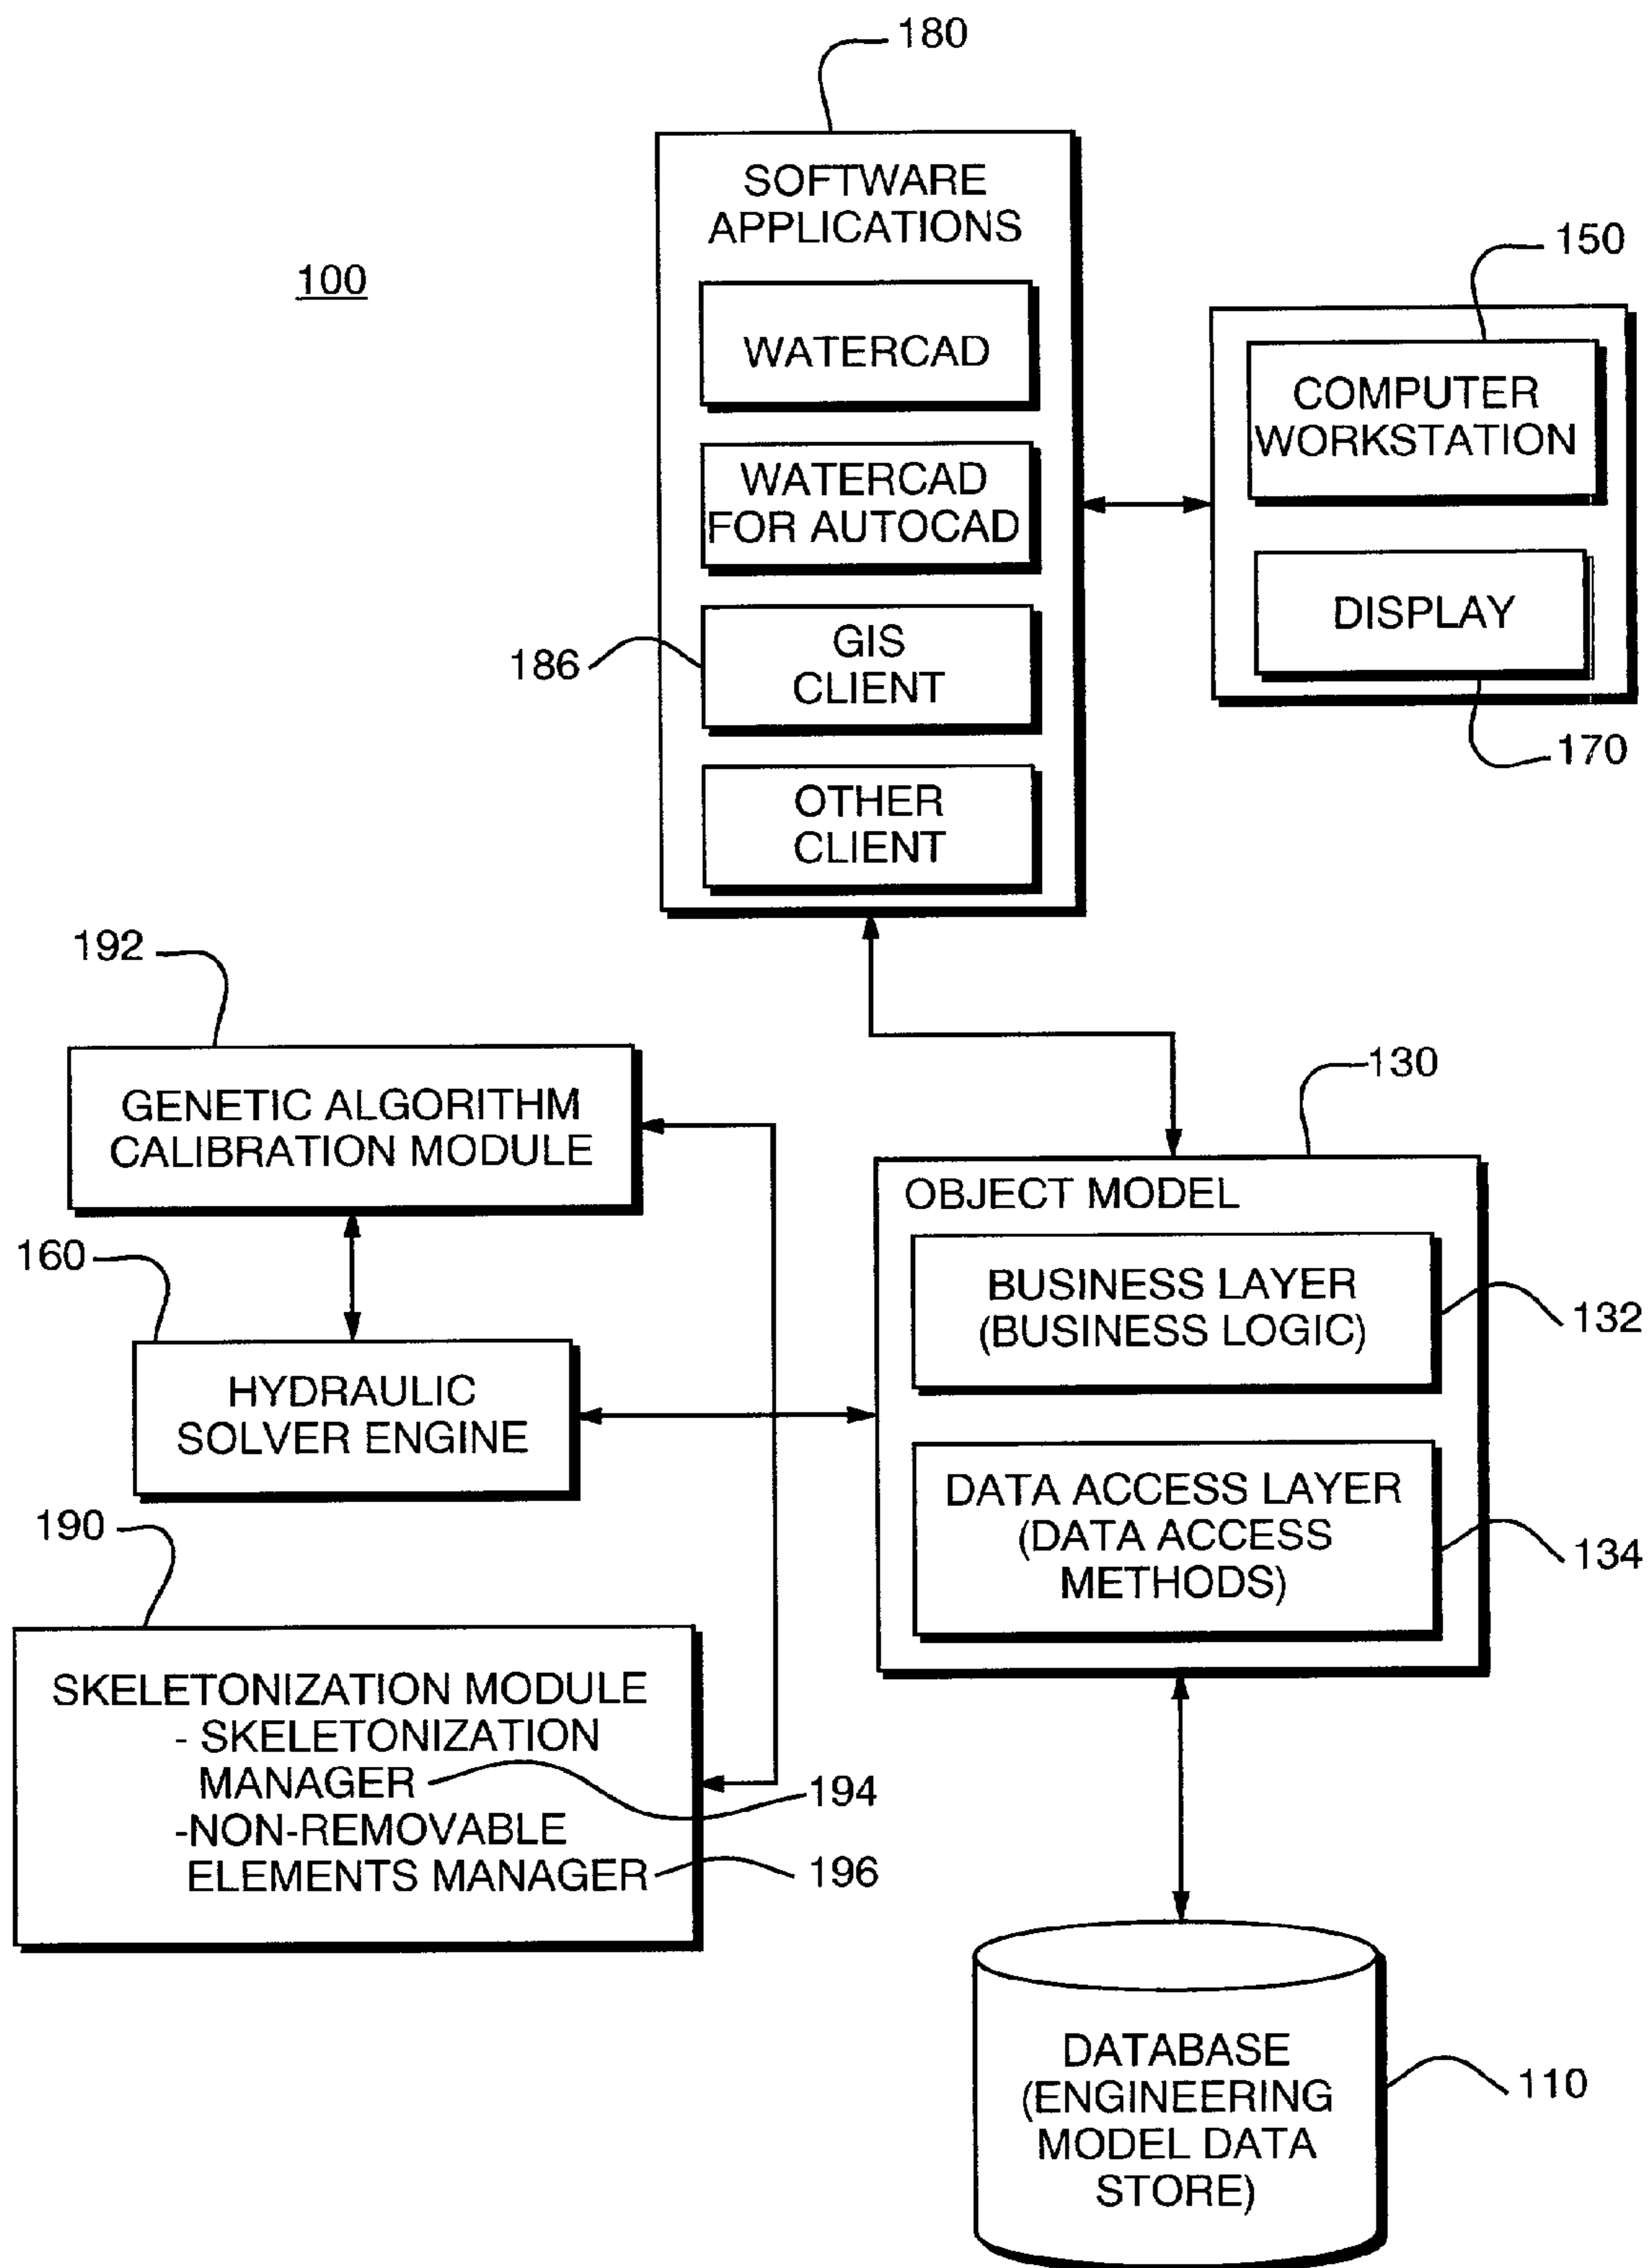 180
SOFTWARE
APPLICATIONS
100
150
WATERCAD
COMPUTER
WORKSTATION
WATERCAD
FOR AUTOCAD
DISPLAY
186
GIS
CLIENT
170
OTHER
CLIENT
192
GENETIC ALGORITHM
CALIBRATION MODULE
130
OBJECT MODEL
160
BUSINESS LAYER
(BUSINESS LOGIC)
132
HYDRAULIC
SOLVER ENGINE
DATA ACCESS LAYER
(DATA ACCESS
METHODS)
134
190
SKELETONIZATION MODULE
- SKELETONIZATION
MANAGER
194
-NON-REMOVABLE
ELEMENTS MANAGER
196
DATABASE
(ENGINEERING
MODEL DATA
STORE)
110